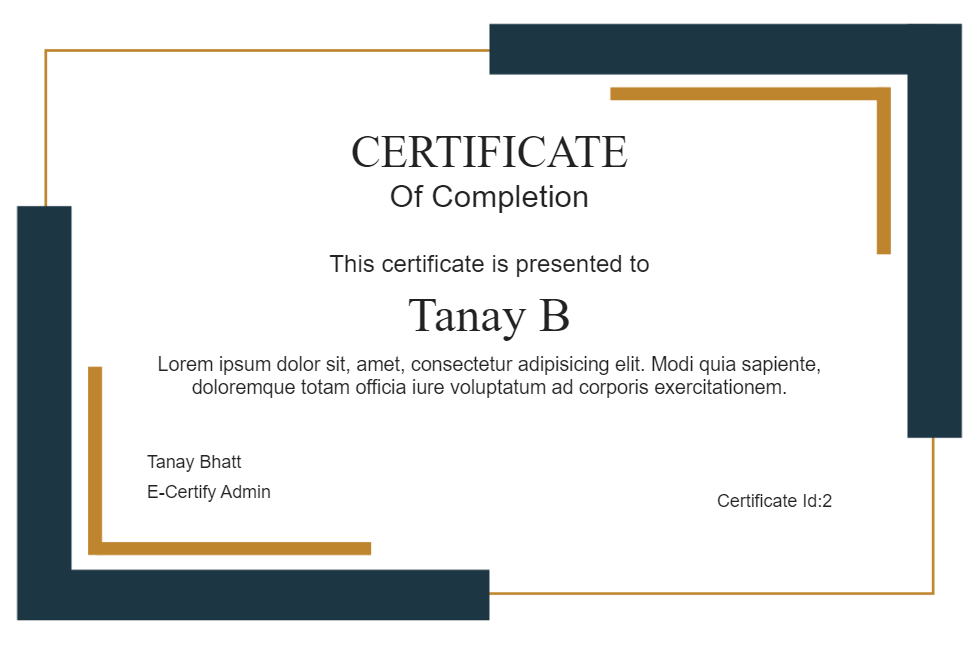 CERTIFICATE
Of Completion
This certificate is presented to
Tanay B
Lorem ipsum dolor sit, amet, consectetur adipisicing elit. Modi quia sapiente,
doloremque totam officia iure voluptatum ad corporis exercitationem.
Tanay Bhatt
E-Certify Admin
Certificate Id:2